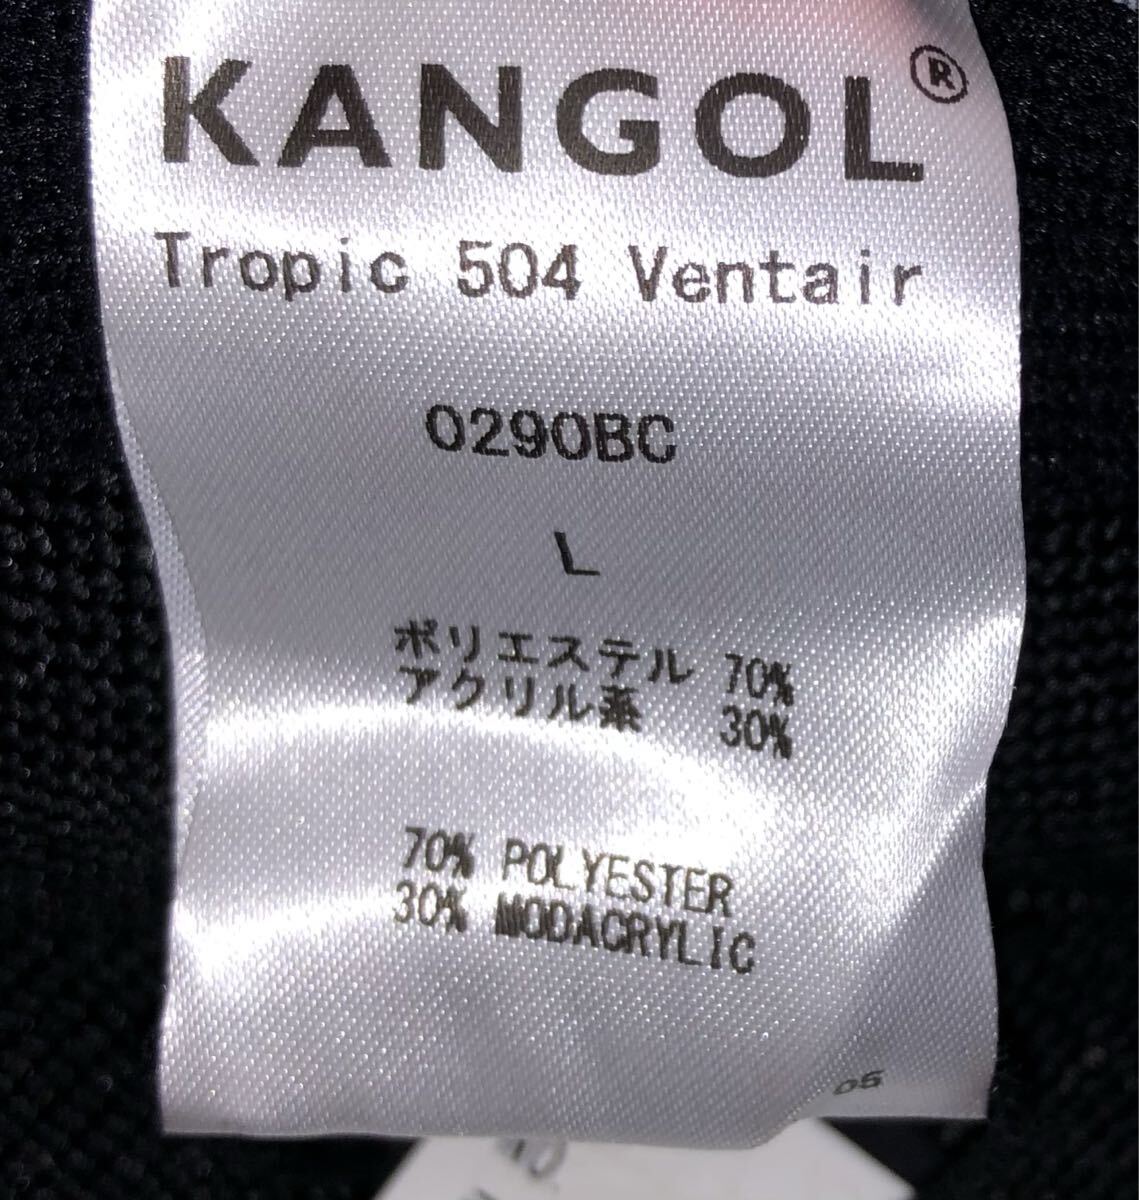 KANGOL®
Tropic 504 Ventair
0290BC
L
ポリエステル 70%
アクリル系 30%
70% POLYESTER
30% MODACRYLIC
05